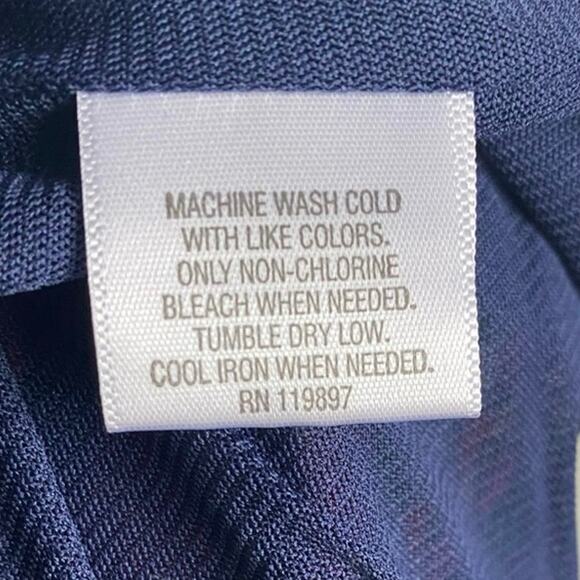 MACHINE WASH COLD
WITH LIKE COLORS.
ONLY NON-CHLORINE
BLEACH WHEN NEEDED.
TUMBLE DRY LOW.
COOL IRON WHEN NEEDED.
RN 119897